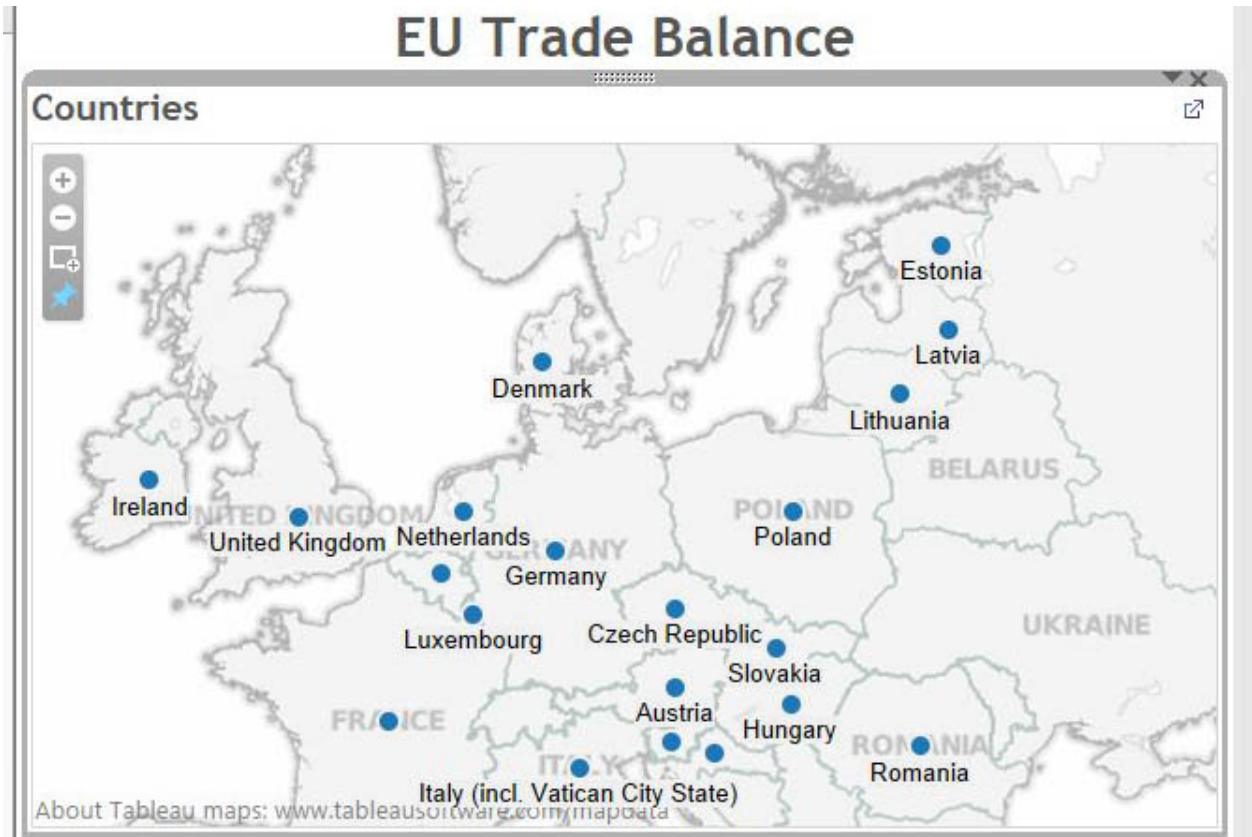 EU Trade Balance
Countries
Estonia
Latvia
Denmark
Lithuania
BELARUS
Ireland
UNITED KINGDOM
United Kingdom
Netherlands
POLAND
Poland
GERMANY
Germany
UKRAINE
Luxembourg
Czech Republic
Slovakia
FRANCE
Austria
Hungary
ROMANIA
Romania
ITALY
Italy (incl. Vatican City State)
About Tableau maps: www.tableausoftware.com/mapdata